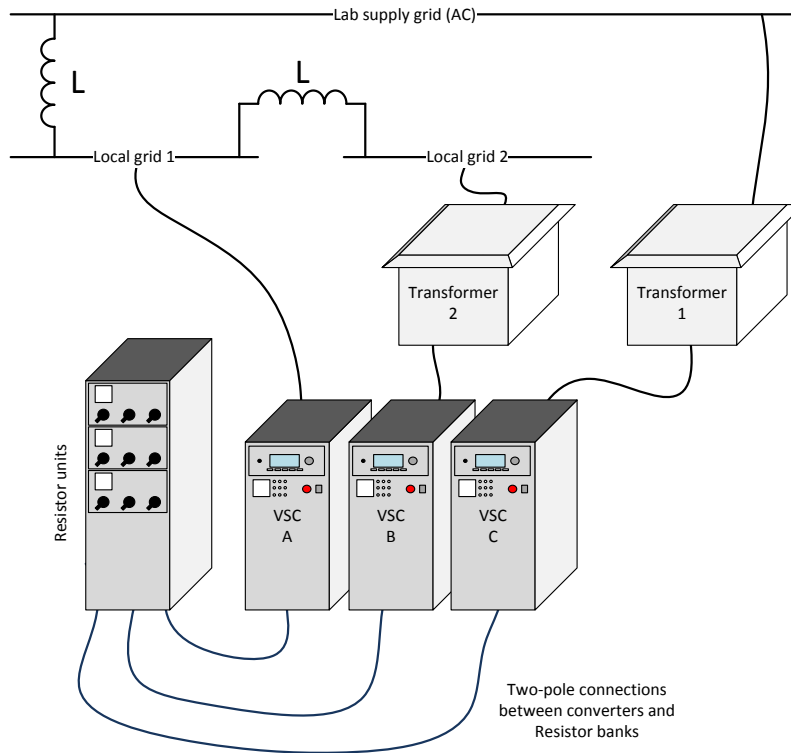 Lab supply grid (AC)
L
L
Local grid 1
Local grid 2
Transformer
2
Transformer
1
Resistor units
VSC
A
VSC
B
VSC
C
Two-pole connections
between converters and
Resistor banks